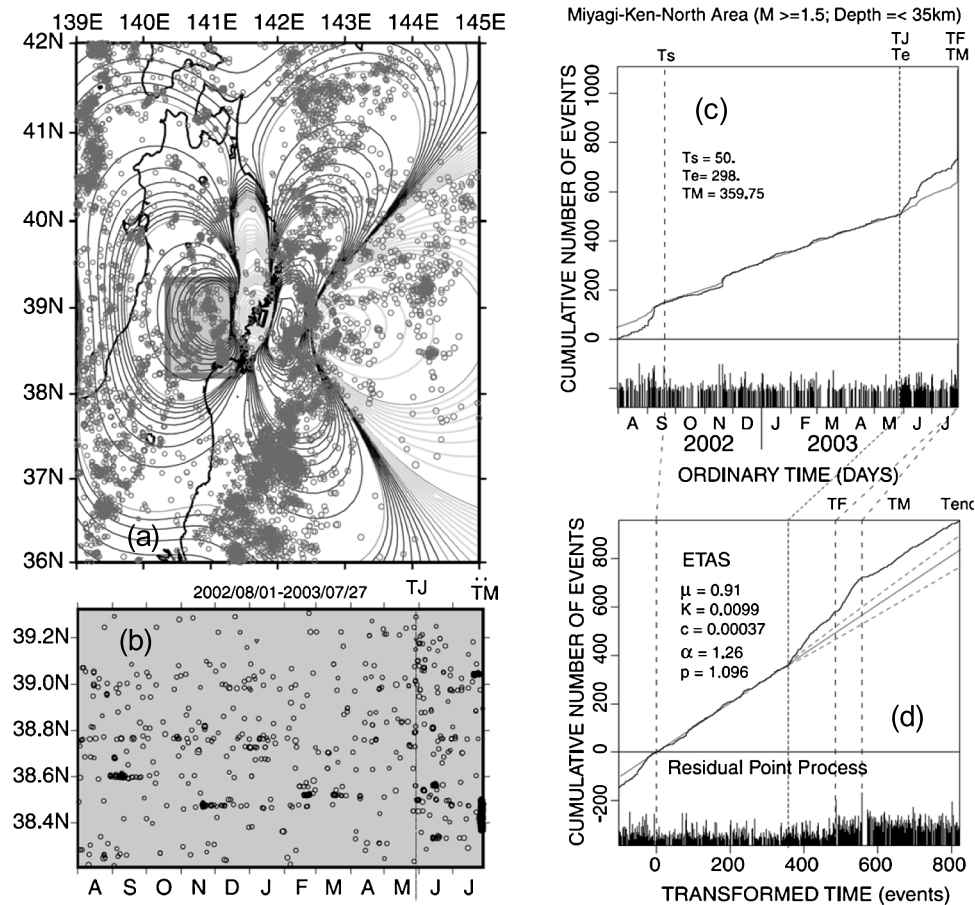 139E 140E 141E 142E 143E 144E 145E
42N
41N
40N
39N
38N
37N
36N
(a)
2002/08/01-2003/07/27
TJ
TM
(b)
39.2N
39.0N
38.8N
38.6N
38.4N
A S O N D J F M A M J J
Miyagi-Ken-North Area (M >=1.5; Depth =< 35km)
TJ TF
Ts Te TM
CUMULATIVE NUMBER OF EVENTS
1000
800
600
400
200
0
(c)
Ts = 50.
Te= 298.
TM = 359.75
A S O N D J F M A M J J
2002 2003
ORDINARY TIME (DAYS)
TF TM Tend
CUMULATIVE NUMBER OF EVENTS
800
600
400
200
0
-200
ETAS
μ = 0.91
K = 0.0099
c = 0.00037
α = 1.26
p = 1.096
(d)
Residual Point Process
0 200 400 600 800
TRANSFORMED TIME (events)